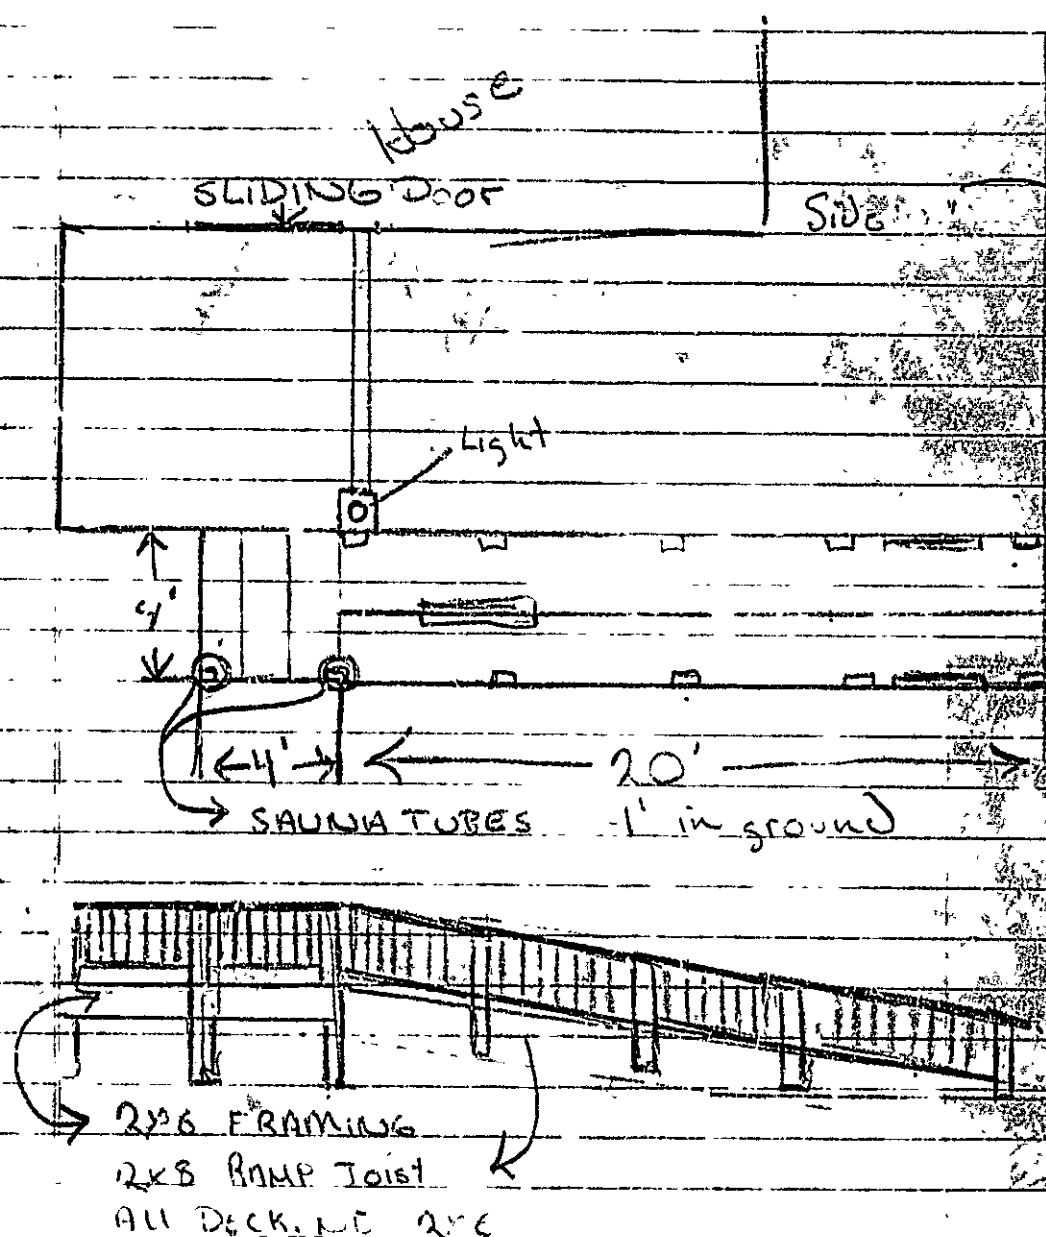 House
SLIDING Door
Side
Light
4'
4'
20'
SAUNA TUBES
1' in ground
2x6 FRAMING
2x8 RAMP Joist
All DECKING 2x6